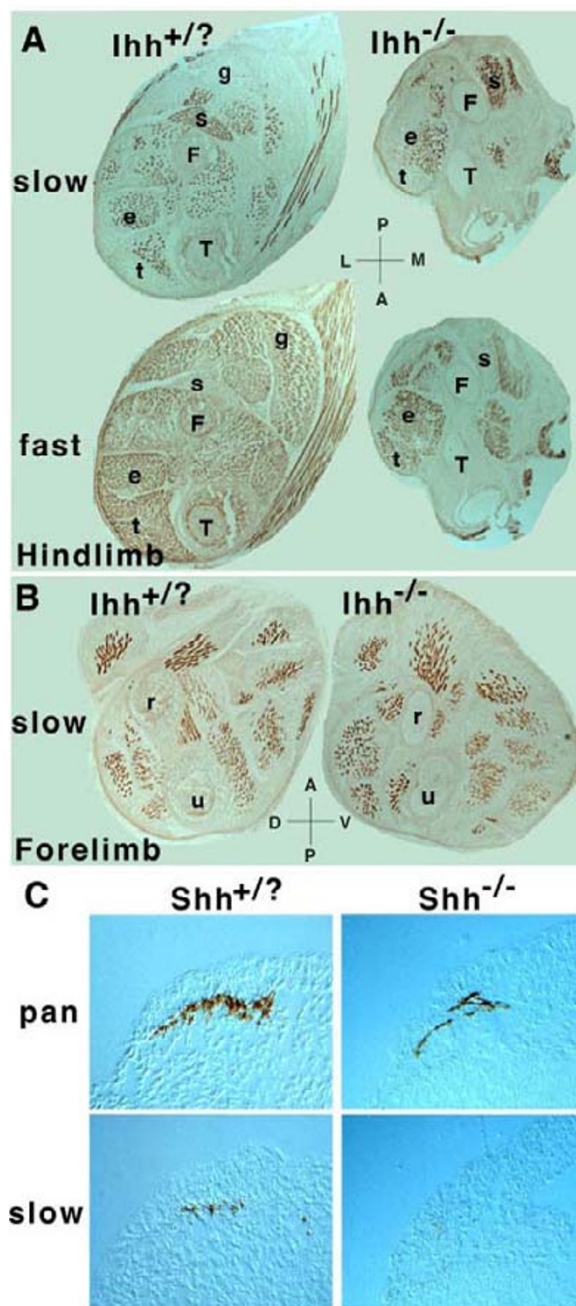 A Ihh+/? Ihh-/-
g
s s
F F
slow e e
t T t T
P
L M
A
g
s s
F F
fast e e
t T t T
Hindlimb
B Ihh+/? Ihh-/-
slow r r
u A u
D V
P
Forelimb
C Shh+/? Shh-/-
pan
slow